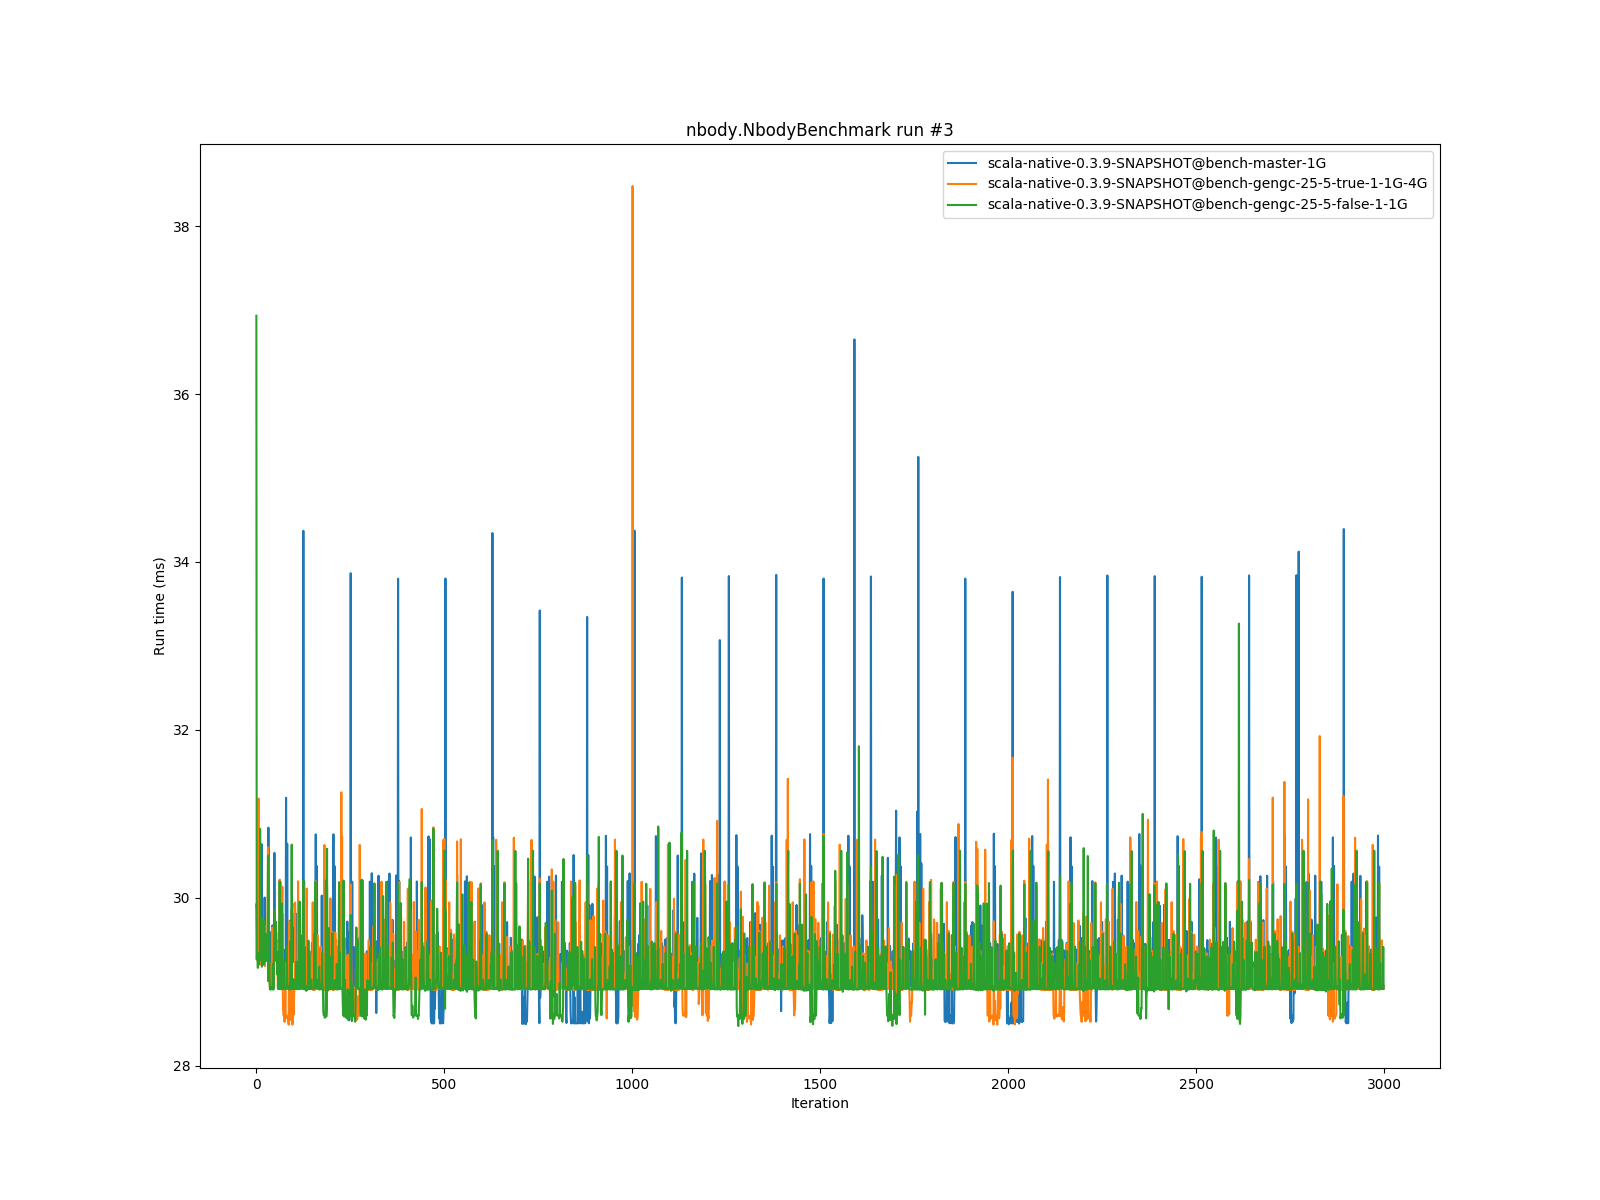 nbody.NbodyBenchmark run #3
scala-native-0.3.9-SNAPSHOT@bench-master-1G
scala-native-0.3.9-SNAPSHOT@bench-gengc-25-5-true-1-1G-4G
scala-native-0.3.9-SNAPSHOT@bench-gengc-25-5-false-1-1G
38
36
34
32
30
28
Run time (ms)
0 500 1000 1500 2000 2500 3000
Iteration